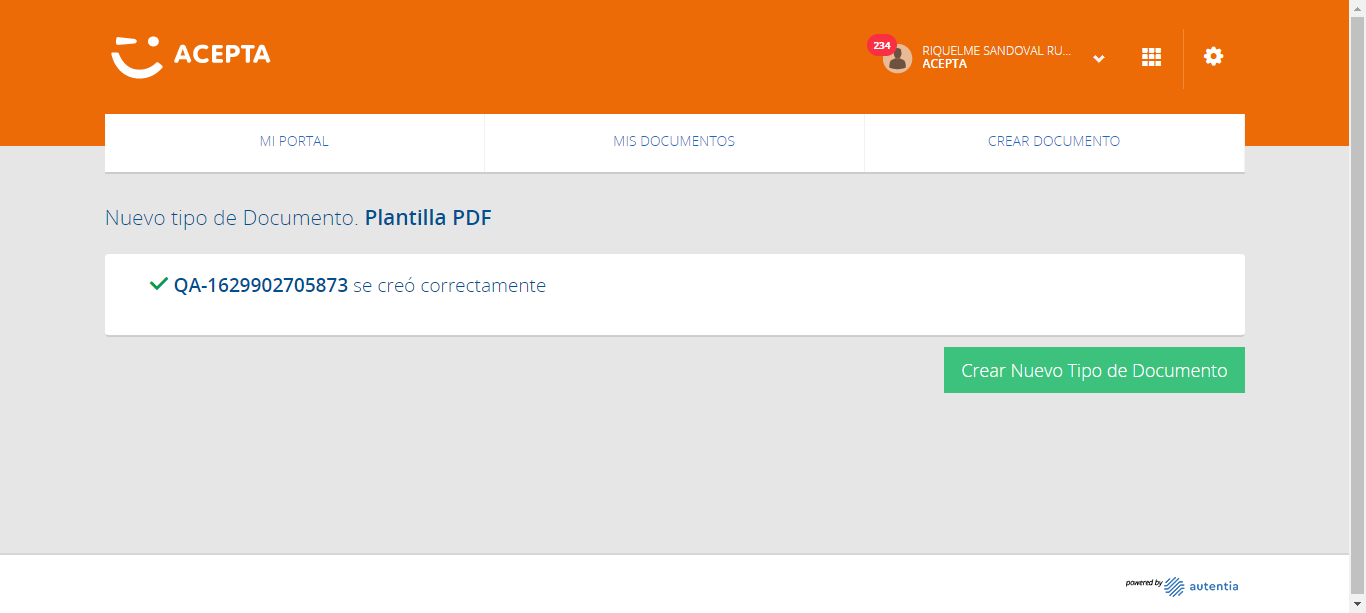 ACEPTA
234
RIQUELME SANDOVAL RU...
ACEPTA
MI PORTAL
MIS DOCUMENTOS
CREAR DOCUMENTO
Nuevo tipo de Documento. Plantilla PDF
QA-1629902705873 se creó correctamente
Crear Nuevo Tipo de Documento
powered by autentia